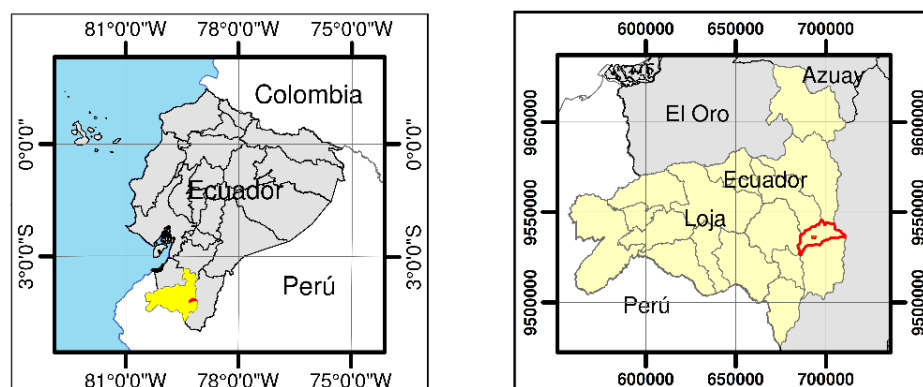 81°0'0"W 78°0'0"W 75°0'0"W
Colombia
0°0'0"
0°0'0"
Ecuador
3°0'0"S
3°0'0"S
Perú
81°0'0"W 78°0'0"W 75°0'0"W
600000 650000 700000
Azuay
El Oro
9600000
9600000
Ecuador
Loja
9550000
9550000
Perú
9500000
9500000
600000 650000 700000